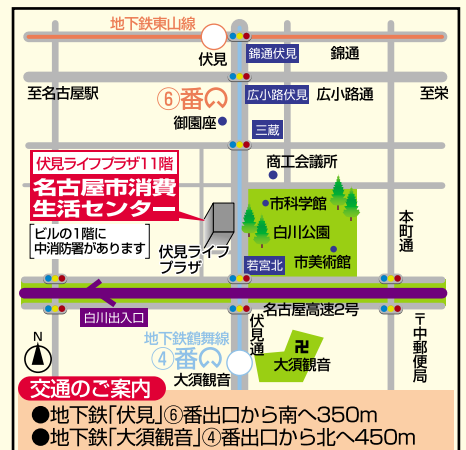 地下鉄東山線
伏見
錦通伏見
錦通
至名古屋駅
⑥番
広小路伏見
広小路通
至栄
御園座
三蔵
伏見ライフプラザ11階
名古屋市消費
生活センター
商工会議所
市科学館
白川公園
市美術館
ビルの1階に
中消防署があります
伏見ライフ
プラザ
若宮北
本町通
白川出入口
名古屋高速2号
伏見通
地下鉄鶴舞線
④番
大須観音
卍
大須観音
〒中郵便局
N
交通のご案内
●地下鉄「伏見」⑥番出口から南へ350m
●地下鉄「大須観音」④番出口から北へ450m